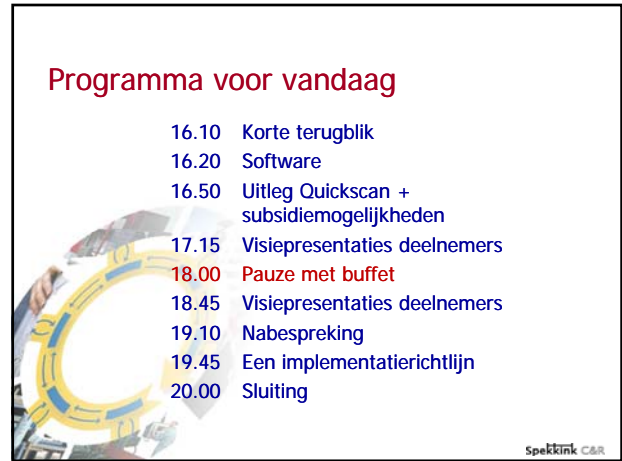 Programma voor vandaag
16.10 Korte terugblik
16.20 Software
16.50 Uitleg Quickscan +
subsidiemogelijkheden
17.15 Visiepresentaties deelnemers
18.00 Pauze met buffet
18.45 Visiepresentaties deelnemers
19.10 Nabespreking
19.45 Een implementatierichtlijn
20.00 Sluiting
Spekkink C&R